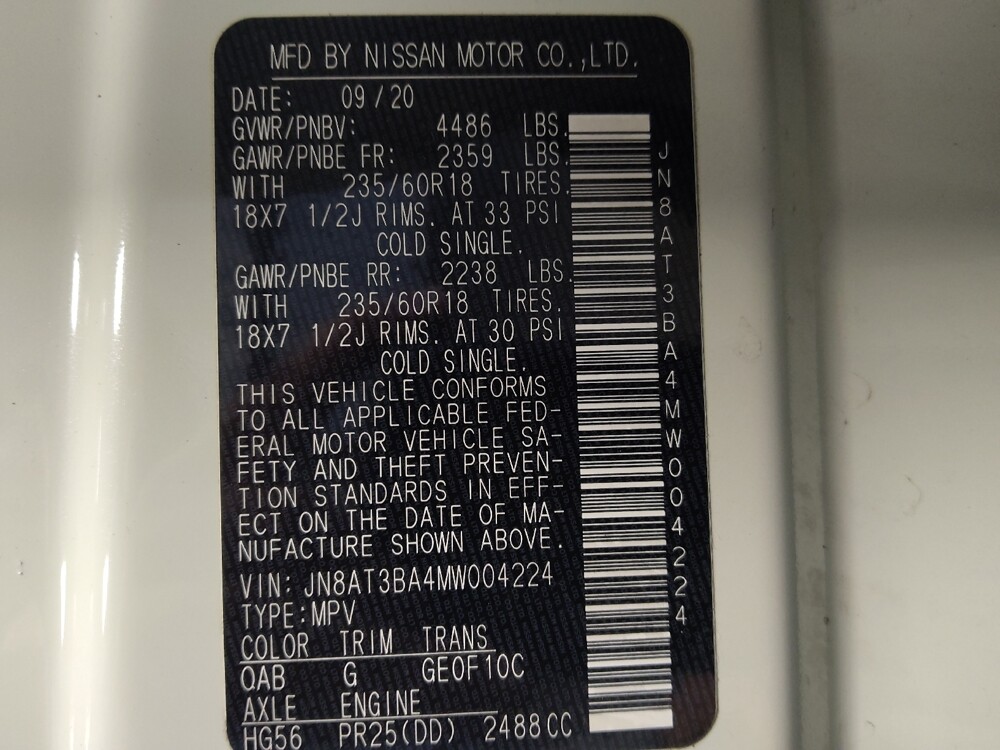 MFD BY NISSAN MOTOR CO.,LTD.
DATE: 09/20
GVWR/PNBV: 4486 LBS.
GAWR/PNBE FR: 2359 LBS.
WITH 235/60R18 TIRES.
18X7 1/2J RIMS. AT 33 PSI
COLD SINGLE.
GAWR/PNBE RR: 2238 LBS.
WITH 235/60R18 TIRES.
18X7 1/2J RIMS. AT 30 PSI
COLD SINGLE.
THIS VEHICLE CONFORMS
TO ALL APPLICABLE FED-
ERAL MOTOR VEHICLE SA-
FETY AND THEFT PREVEN-
TION STANDARDS IN EFF-
ECT ON THE DATE OF MA-
NUFACTURE SHOWN ABOVE.
VIN: JN8AT3BA4MW004224
TYPE:MPV
COLOR TRIM TRANS
QAB G GE0F10C
AXLE ENGINE
HG56 PR25(DD) 2488CC
JN8AT3BA4MW004224